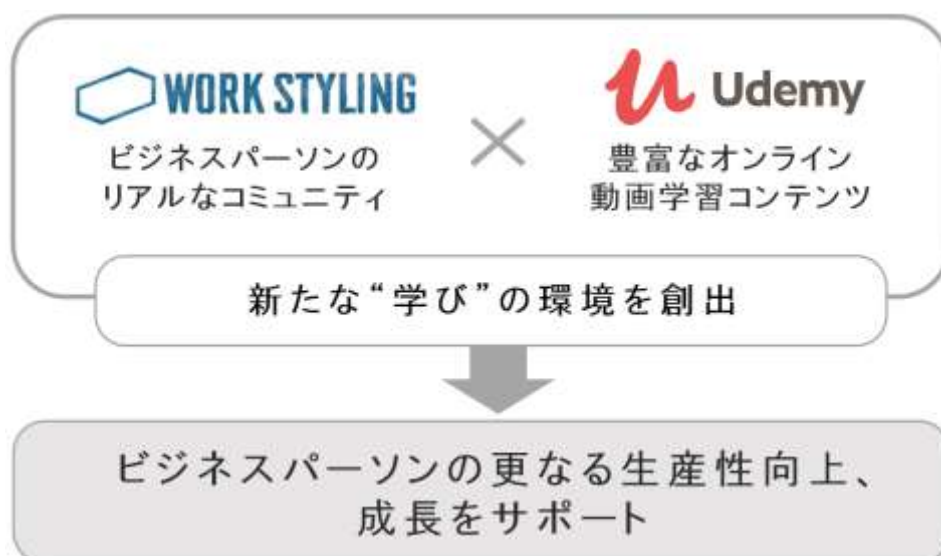 WORK STYLING
ビジネスパーソンの
リアルなコミュニティ
×
Udemy
豊富なオンライン
動画学習コンテンツ
新たな“学び”の環境を創出
ビジネスパーソンの更なる生産性向上、
成長をサポート